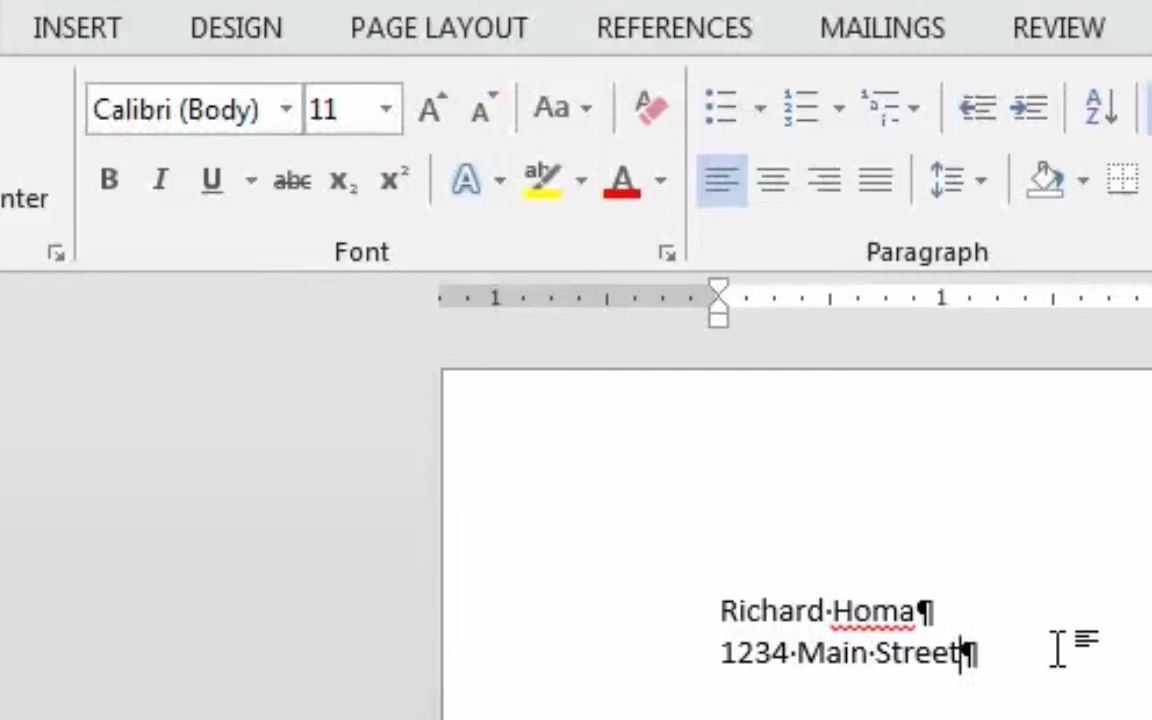 INSERT DESIGN PAGE LAYOUT REFERENCES MAILINGS REVIEW
Calibri (Body) 11 A A Aa A A Z
nter B I U abc X₂ X² A ab A
Font Paragraph
1 1
Richard·Homa¶
1234·Main·Street¶